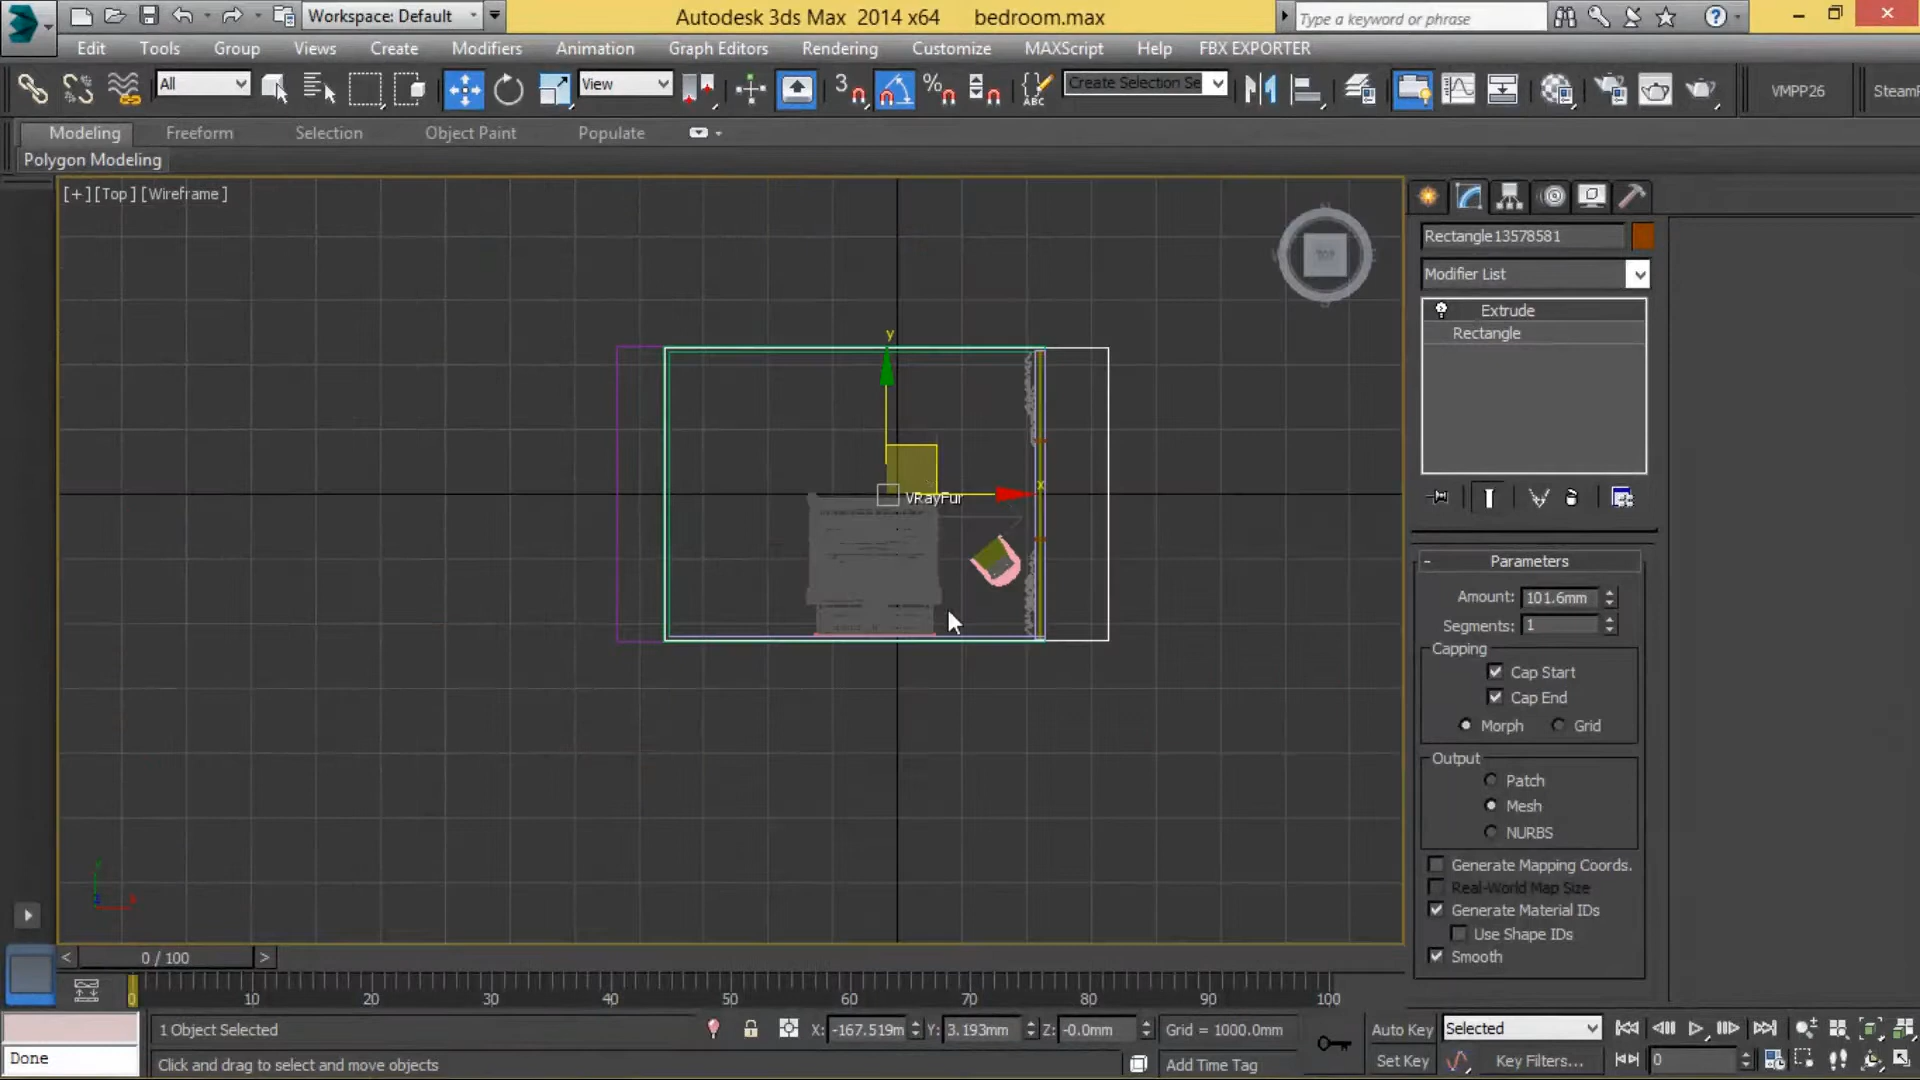 Workspace: Default
Autodesk 3ds Max 2014 x64 bedroom.max
Type a keyword or phrase
Edit Tools Group Views Create Modifiers Animation Graph Editors Rendering Customize MAXScript Help FBX EXPORTER
All View 3 % ABC Create Selection Se VMPP26
Modeling Freeform Selection Object Paint Populate
Polygon Modeling
[+] [Top] [Wireframe]
TOP
Rectangle13578581
Modifier List
Extrude
Rectangle
y
x
VRayFur
- Parameters
Amount: 101.6mm
Segments: 1
Capping
Cap Start
Cap End
Morph Grid
Output
Patch
Mesh
NURBS
Generate Mapping Coords.
Real-World Map Size
Generate Material IDs
Use Shape IDs
Smooth
< 0 / 100 >
0 10 20 30 40 50 60 70 80 90 100
1 Object Selected X: -167.519m Y: 3.193mm Z: -0.0mm Grid = 1000.0mm Auto Key Selected
Done Click and drag to select and move objects Add Time Tag Set Key Key Filters... 0